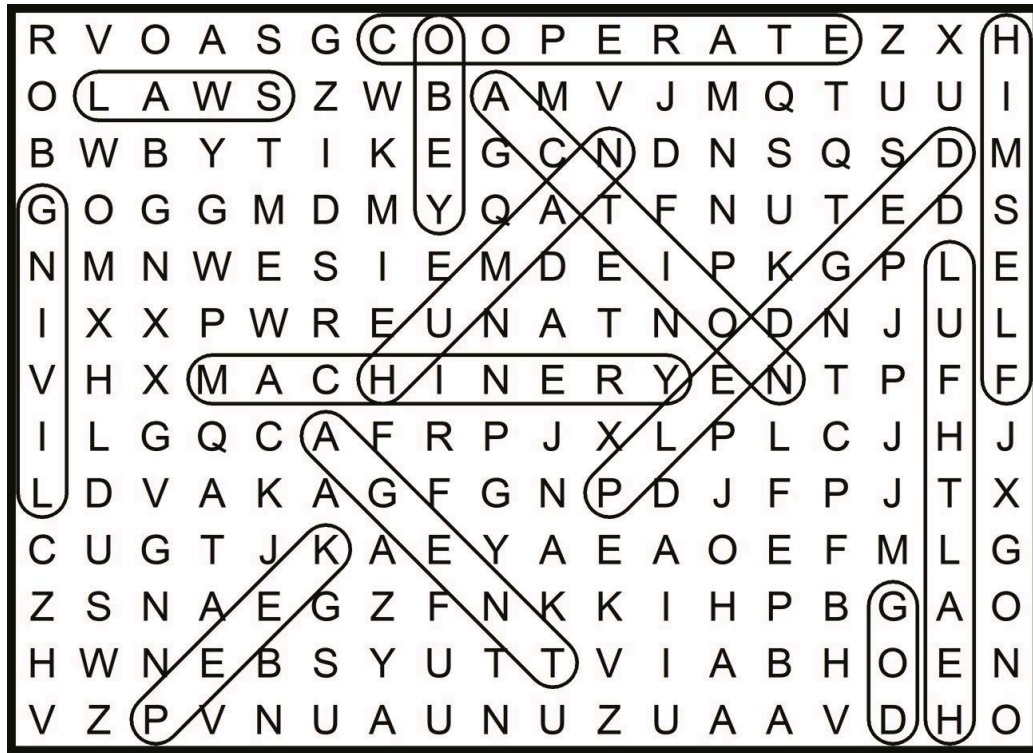 R V O A S G C O O P E R A T E Z X H
O L A W S Z W B A M V J M Q T U U I
B W B Y T I K E G C N D N S Q S D M
G O G G M D M Y Q A T F N U T E D S
N M N W E S I E M D E I P K G P L E
I X X P W R E U N A T N O D N J U L
V H X M A C H I N E R Y E N T P F F
I L G Q C A F R P J X L P L C J H J
L D V A K A G F G N P D J F P J T X
C U G T J K A E Y A E A O E F M L G
Z S N A E G Z F N K K I H P B G A O
H W N E B S Y U T T V I A B H O E N
V Z P V N U A U N U Z U A A V D H O